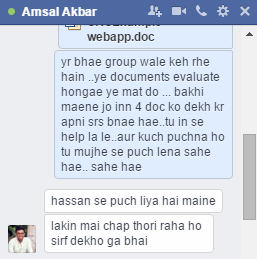 Amsal Akbar
webapp.doc
yr bhae group wale keh rhe
hain ..ye documents evaluate
hongae ye mat do ... bakhi
maene jo inn 4 doc ko dekh kr
apni srs bnae hae..tu in se
help la le..aur kuch puchna ho
tu mujhe se puch lena sahe
hae.. sahe hae
hassan se puch liya hai maine
lakin mai chap thori raha ho
sirf dekho ga bhai